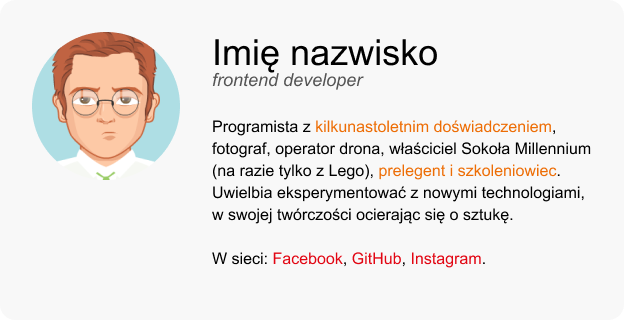 Imię nazwisko
frontend developer
Programista z kilkunastoletnim doświadczeniem,
fotograf, operator drona, właściciel Sokoła Millennium
(na razie tylko z Lego), prelegent i szkoleniowiec.
Uwielbia eksperymentować z nowymi technologiami,
w swojej twórczości ocierając się o sztukę.
W sieci: Facebook, GitHub, Instagram.